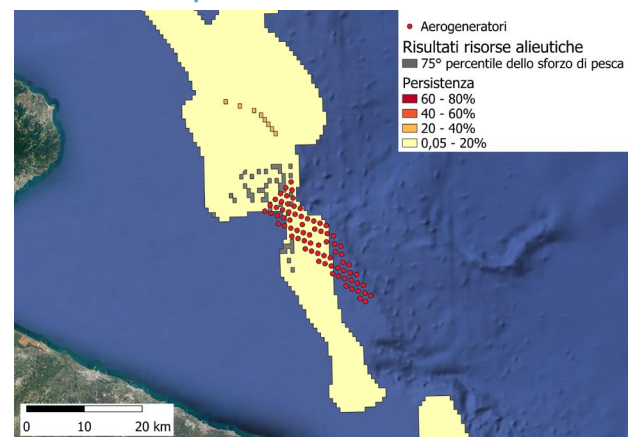 Aerogeneratori
Risultati risorse alieutiche
75° percentile dello sforzo di pesca
Persistenza
60 - 80%
40 - 60%
20 - 40%
0,05 - 20%
0 10 20 km